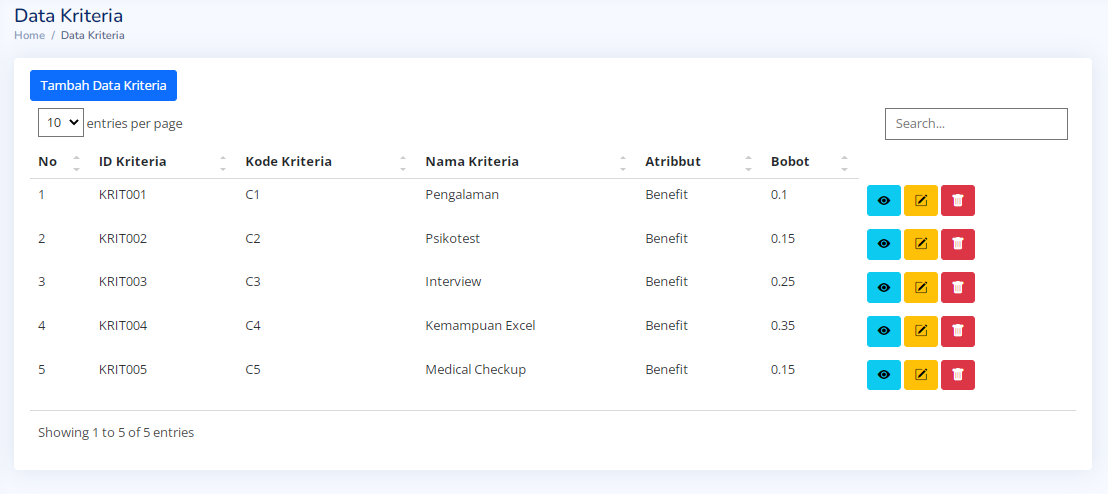 Data Kriteria
Home / Data Kriteria
Tambah Data Kriteria
10 entries per page
Search...
No ID Kriteria Kode Kriteria Nama Kriteria Atribbut Bobot
1 KRIT001 C1 Pengalaman Benefit 0.1
2 KRIT002 C2 Psikotest Benefit 0.15
3 KRIT003 C3 Interview Benefit 0.25
4 KRIT004 C4 Kemampuan Excel Benefit 0.35
5 KRIT005 C5 Medical Checkup Benefit 0.15
Showing 1 to 5 of 5 entries